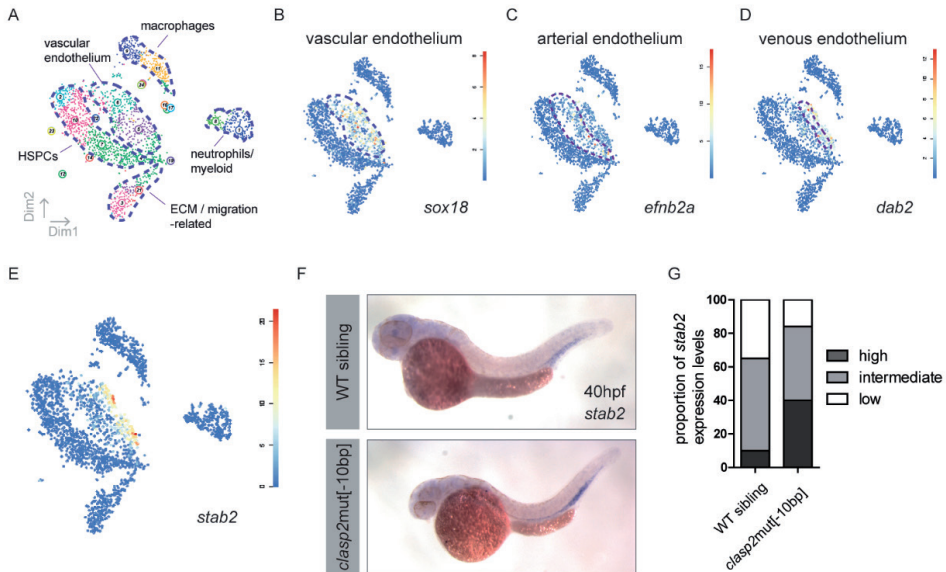 A
macrophages
vascular
endothelium
HSPCs
neutrophils/
myeloid
ECM / migration
-related
Dim2
Dim1
B
vascular endothelium
sox18
C
arterial endothelium
efnb2a
D
venous endothelium
dab2
E
stab2
F
WT sibling
40hpf
stab2
clasp2mut[-10bp]
G
proportion of stab2
expression levels
100
80
60
40
20
0
high
intermediate
low
WT sibling
clasp2mut[-10bp]